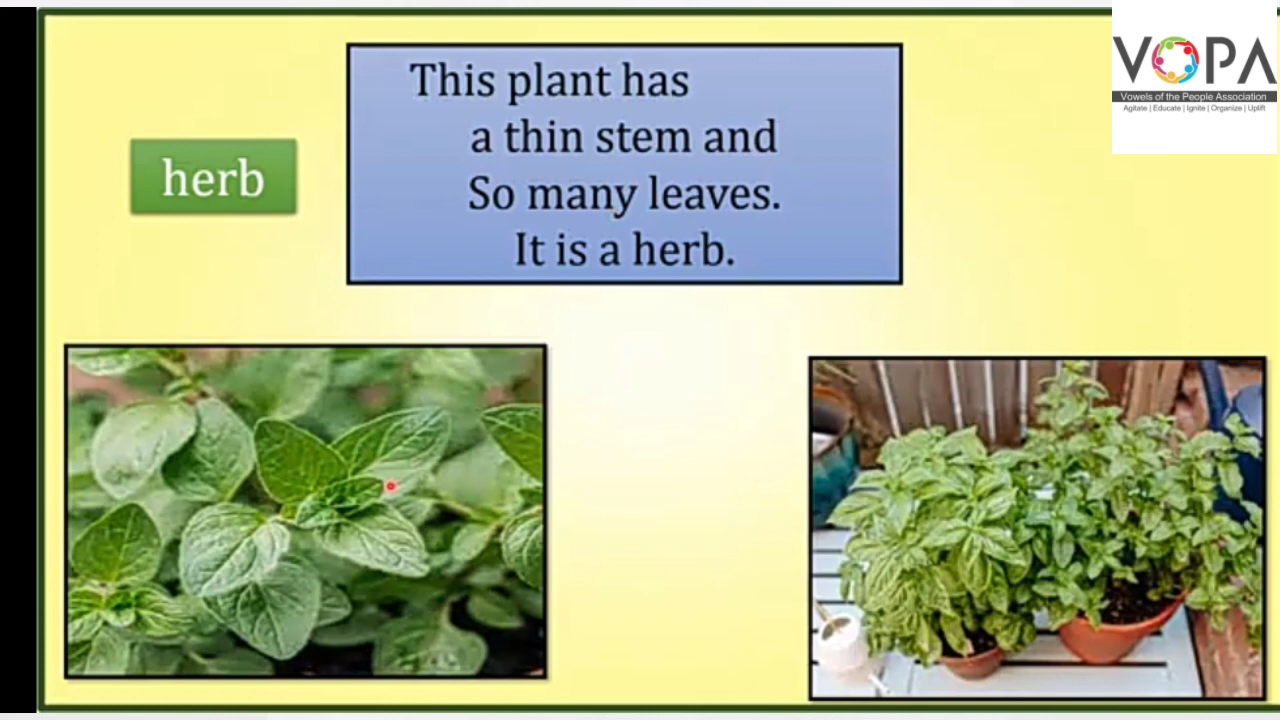 herb
This plant has
a thin stem and
So many leaves.
It is a herb.
VOPA
Vowels of the People Association
Agitate | Educate | Ignite | Organize | Uplift